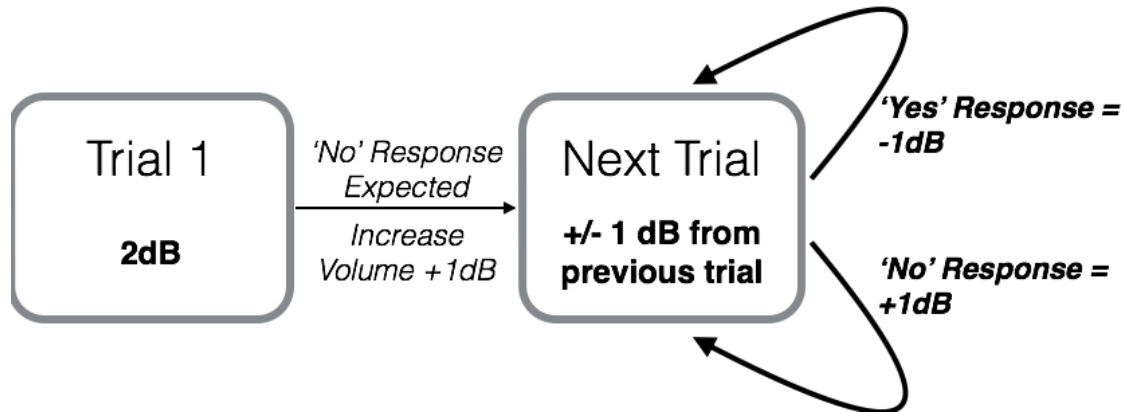 Trial 1
2dB
‘No’ Response
Expected
Increase
Volume +1dB
Next Trial
+/- 1 dB from
previous trial
‘Yes’ Response =
-1dB
‘No’ Response =
+1dB